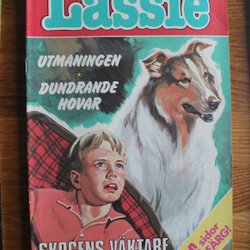 Lassie
UTMANINGEN
DUNDRANDE
HOVAR
SKOGENS VÄKTARE
sidor
FÄRG!